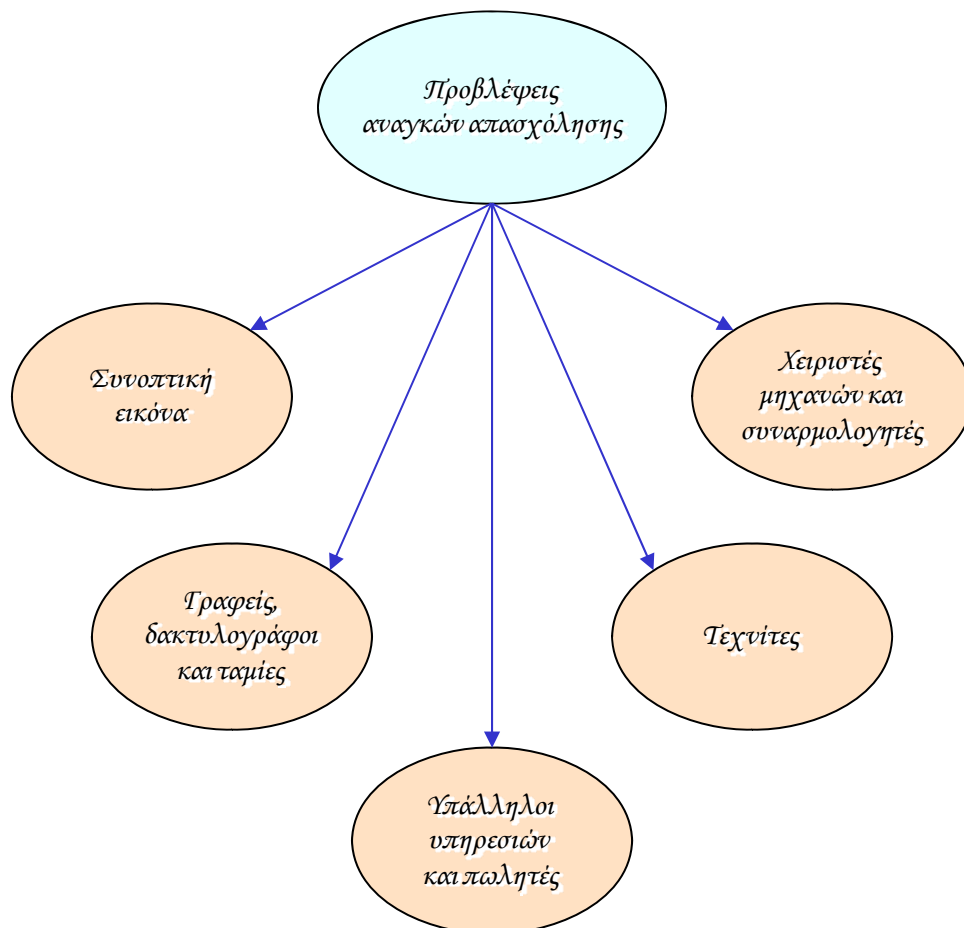 Προβλέψεις
αναγκών απασχόλησης
Συνοπτική
εικόνα
Χειριστές
μηχανών και
συναρμολογητές
Γραφείς,
δακτυλογράφοι
και ταμίες
Τεχνίτες
Υπάλληλοι
υπηρεσιών
και πωλητές